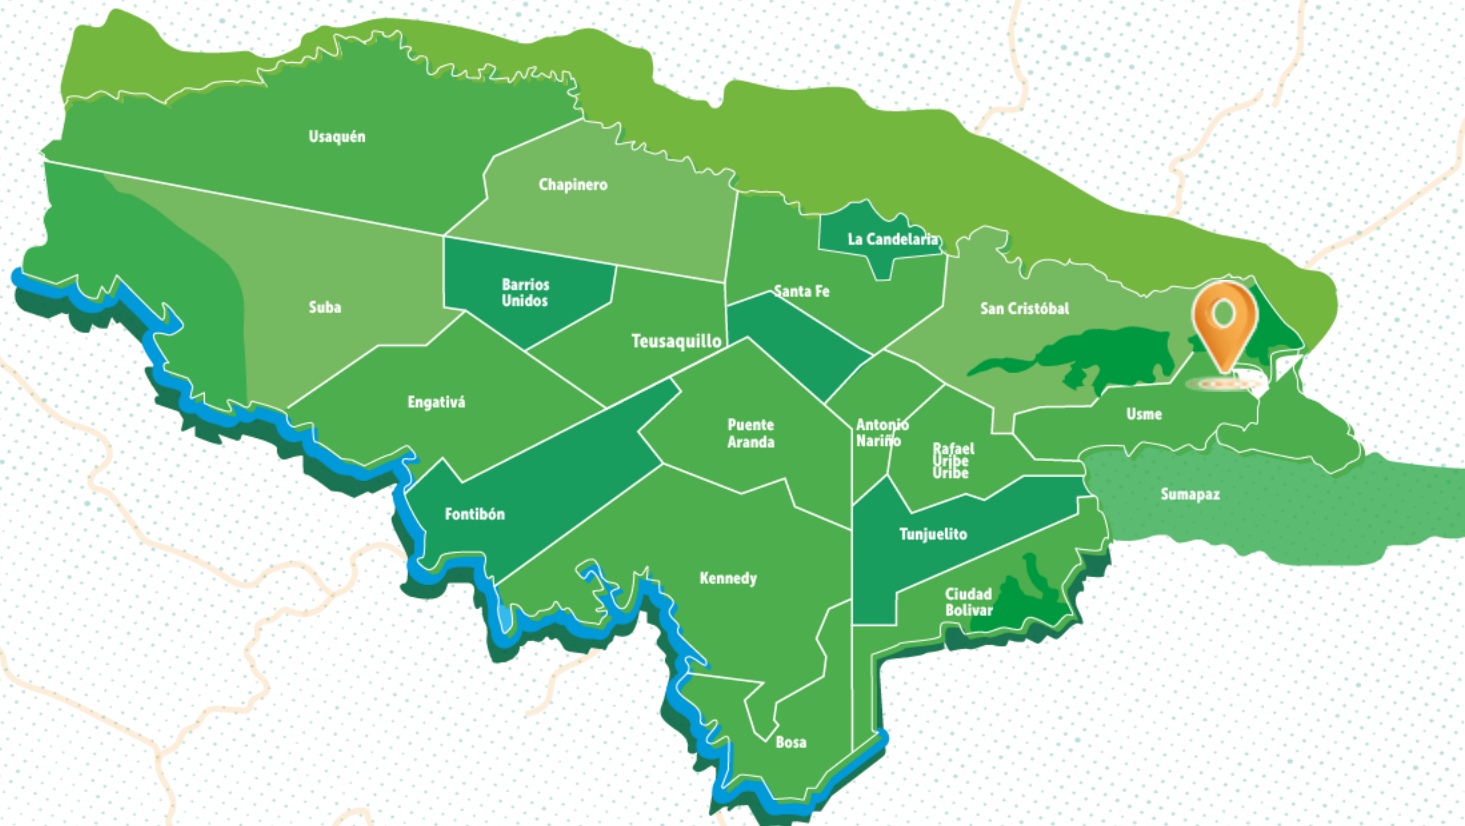 Usaquén
Chapinero
La Candelaria
Barrios
Unidos
Santa Fe
Suba
San Cristóbal
Teusaquillo
Engativá
Puente
Aranda
Antonio
Nariño
Usme
Rafael
Uribe
Uribe
Sumapaz
Fontibón
Tunjuelito
Kennedy
Ciudad
Bolivar
Bosa